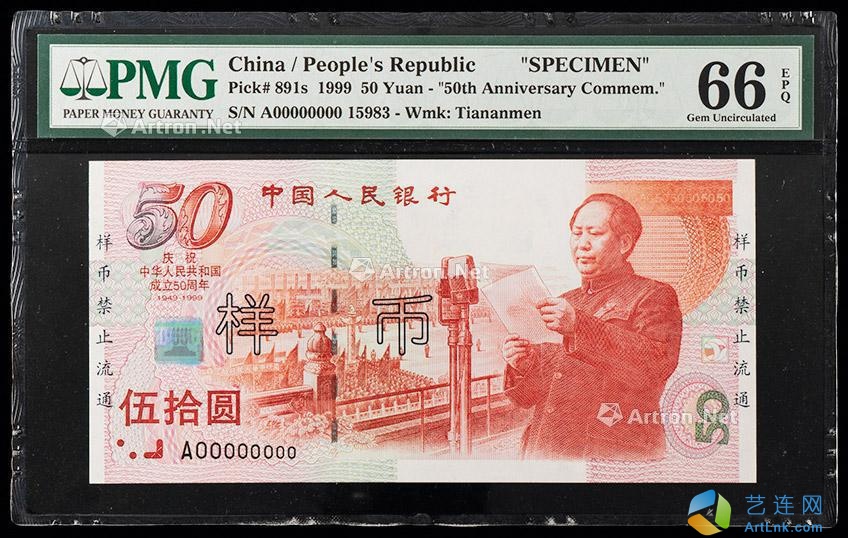 PMG
PAPER MONEY GUARANTY
China / People's Republic "SPECIMEN"
Pick# 891s 1999 50 Yuan - "50th Anniversary Commem."
S/N A00000000 15983 - Wmk: Tiananmen
66
EPQ
Gem Uncirculated
Artron.Net
50
中国人民银行
庆祝
中华人民共和国
成立50周年
1949-1999
样币禁止流通
样币
样币禁止流通
Artron.Net
伍拾圆
A00000000
Artron.Net
50
艺连网
ArtLnk.com